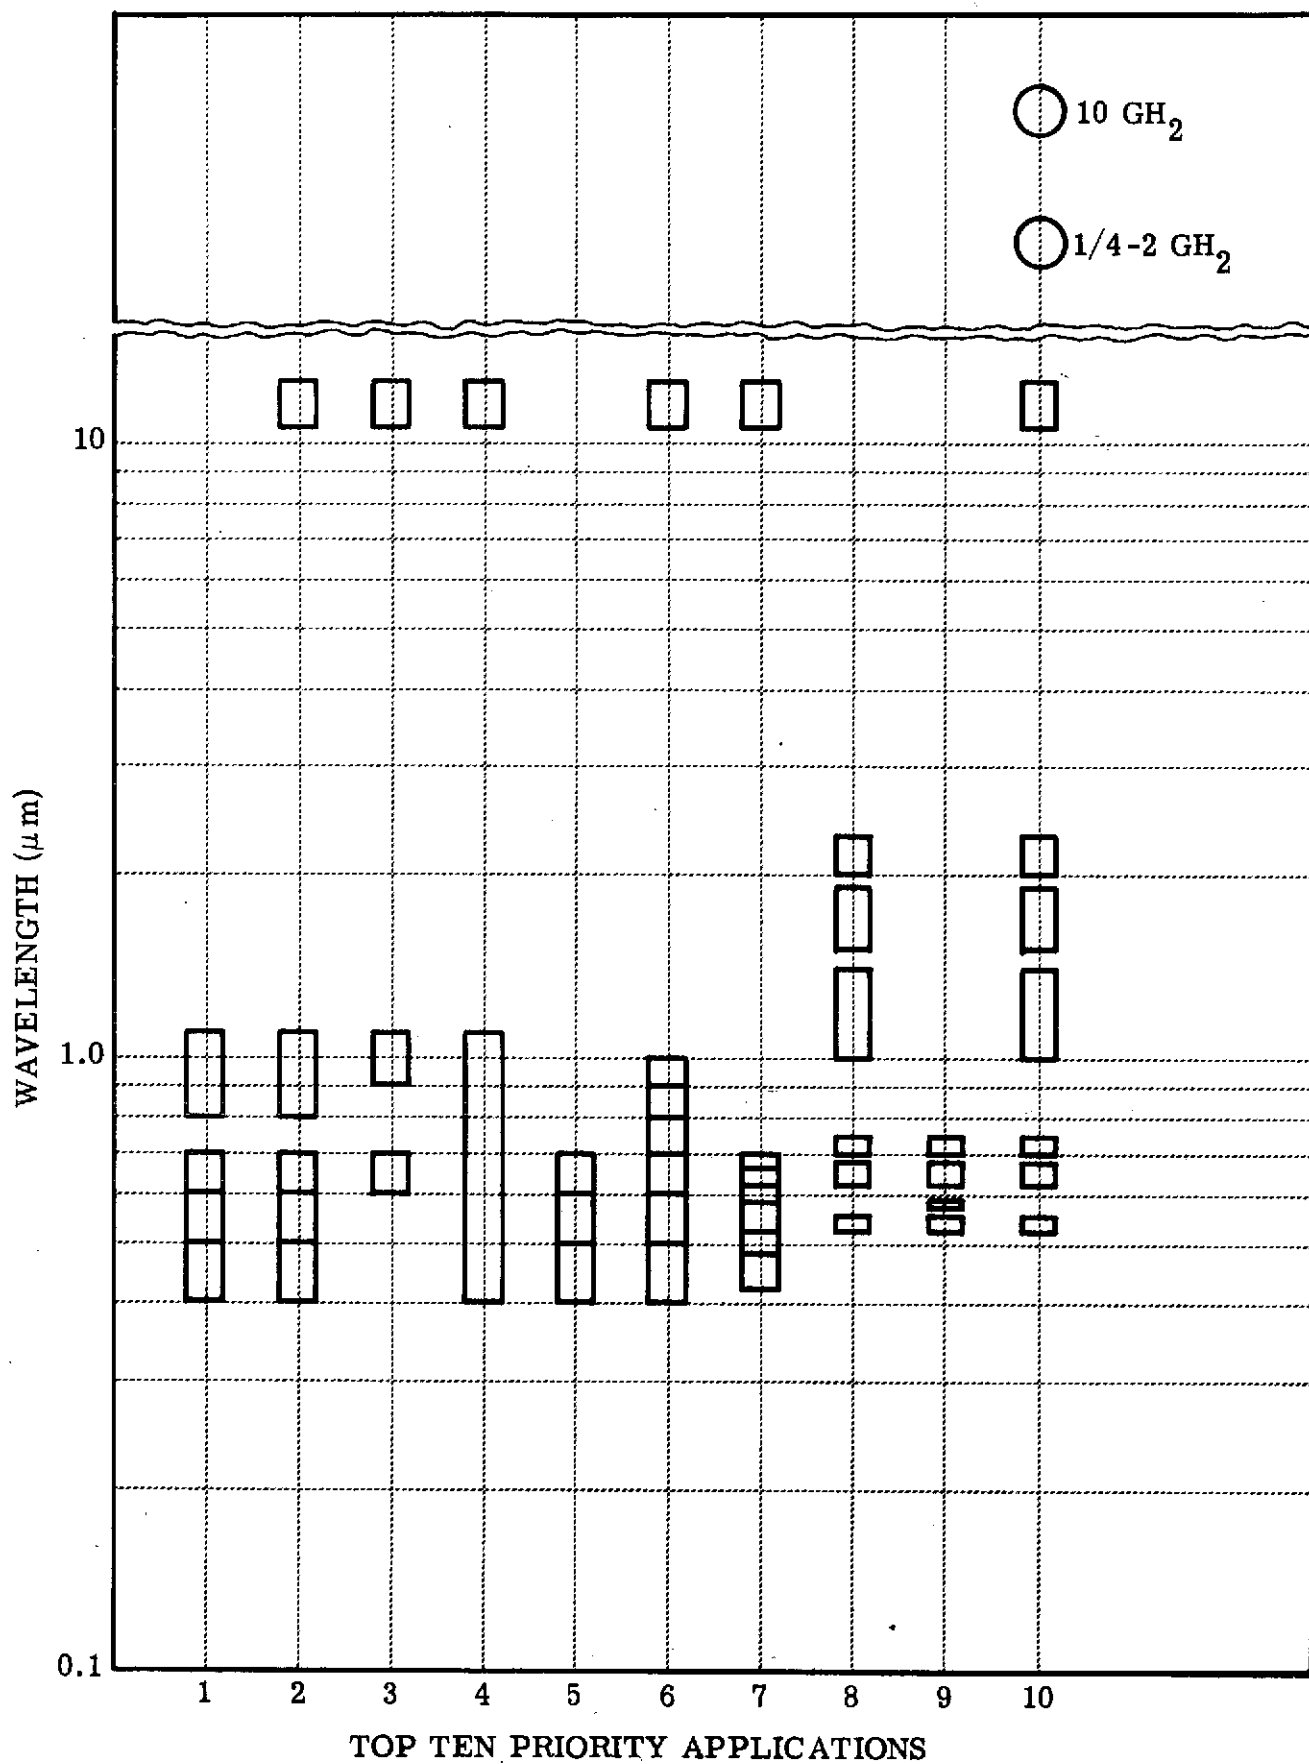 10 GH2
1/4-2 GH2
10
1.0
0.1
WAVELENGTH (μm)
1 2 3 4 5 6 7 8 9 10
TOP TEN PRIORITY APPLICATIONS